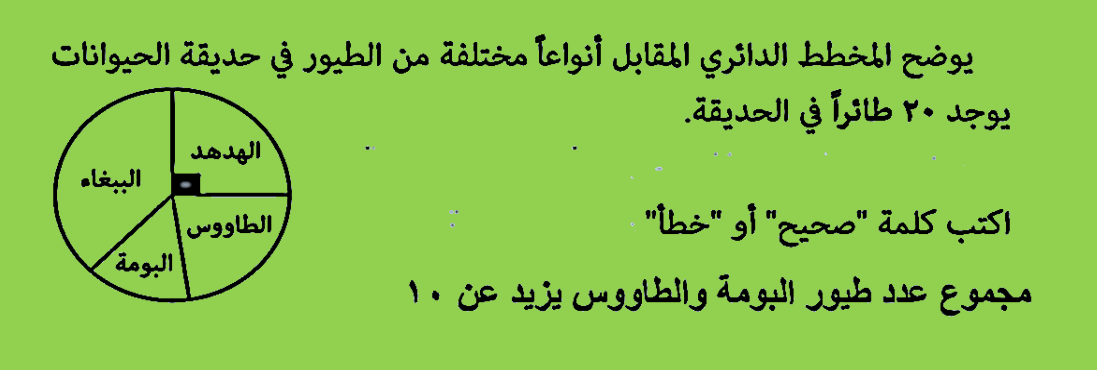 يوضح المخطط الدائري المقابل أنواعاً مختلفة من الطيور في حديقة الحيوانات
يوجد ٢٠ طائراً في الحديقة.
الهدهد
الببغاء
الطاووس
البومة
اكتب كلمة "صحيح" أو "خطأ"
مجموع عدد طيور البومة والطاووس يزيد عن ١٠